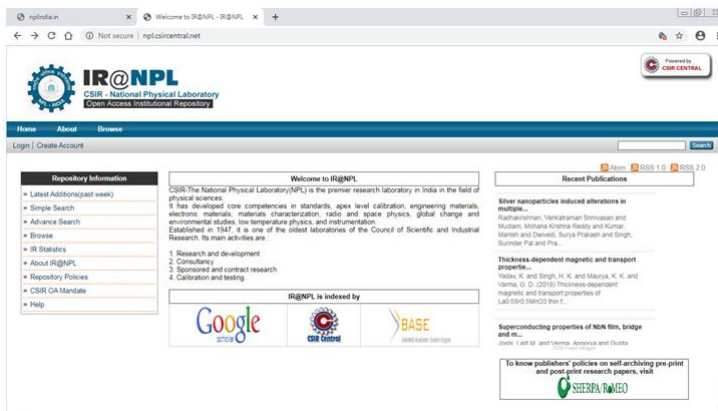 nplindia.in
Welcome to IR@NPL - IR@NPL
Not secure | npl.csircentral.net
IR@NPL
CSIR - National Physical Laboratory
Open Access Institutional Repository
Powered by
CSIR CENTRAL
Home About Browse
Login | Create Account
Search
Atom RSS 1.0 RSS 2.0
Repository Information
» Latest Additions(past week)
» Simple Search
» Advance Search
» Browse
» IR Statistics
» About IR@NPL
» Repository Policies
» CSIR OA Mandate
» Help
Welcome to IR@NPL
CSIR-The National Physical Laboratory(NPL) is the premier research laboratory in India in the field of
physical sciences.
It has developed core competencies in standards, apex level calibration, engineering materials,
electronic materials, materials characterization, radio and space physics, global change and
environmental studies, low temperature physics, and instrumentation.
Established in 1947, it is one of the oldest laboratories of the Council of Scientific and Industrial
Research. Its main activities are :
1. Research and development
2. Consultancy
3. Sponsored and contract research
4. Calibration and testing.
IR@NPL is indexed by
Google
scholar
CSIR Central
BASE
Recent Publications
Silver nanoparticles induced alterations in
multiple...
Radhakrishnan, Venkatraman Srinivasan and
Mudiam, Mohana Krishna Reddy and Kumar,
Manish and Dwivedi, Surya Prakash and Singh,
Surinder Pal and Pra...
Thickness-dependent magnetic and transport
propertie...
Yadav, K. and Singh, H. K. and Maurya, K. K. and
Varma, G. D. (2018) Thickness-dependent
magnetic and transport properties of
La0.5Sr0.5MnO3 thin f...
Superconducting properties of NbN film, bridge
and m...
Joshi, Lalit M. and Verma, Apoorva and Gupta
To know publishers' policies on self-archiving pre-print
and post-print research papers, visit
SHERPA/RoMEO